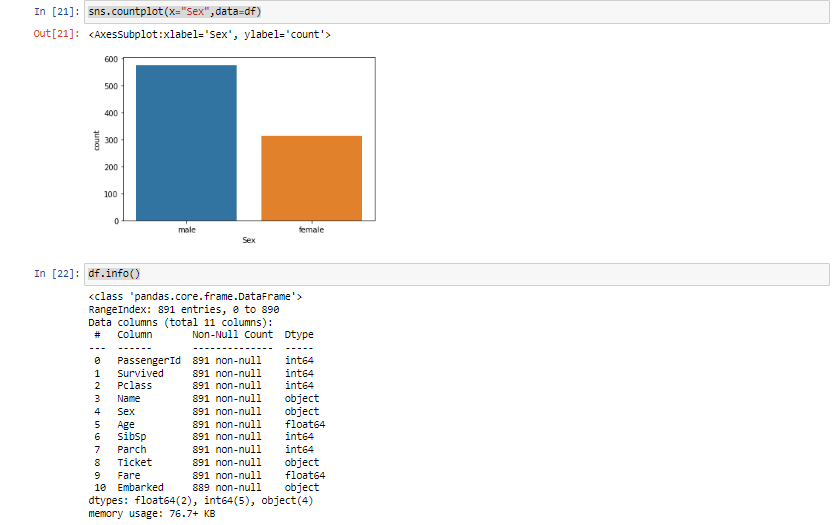 In [21]: sns.countplot(x="Sex",data=df)
Out[21]: <AxesSubplot:xlabel='Sex', ylabel='count'>
600
500
400
300
200
100
0
count
male female
Sex
In [22]: df.info()
<class 'pandas.core.frame.DataFrame'>
RangeIndex: 891 entries, 0 to 890
Data columns (total 11 columns):
 #   Column       Non-Null Count  Dtype
---  ------       --------------  -----
 0   PassengerId  891 non-null    int64
 1   Survived     891 non-null    int64
 2   Pclass       891 non-null    int64
 3   Name         891 non-null    object
 4   Sex          891 non-null    object
 5   Age          891 non-null    float64
 6   SibSp        891 non-null    int64
 7   Parch        891 non-null    int64
 8   Ticket       891 non-null    object
 9   Fare         891 non-null    float64
 10  Embarked     889 non-null    object
dtypes: float64(2), int64(5), object(4)
memory usage: 76.7+ KB